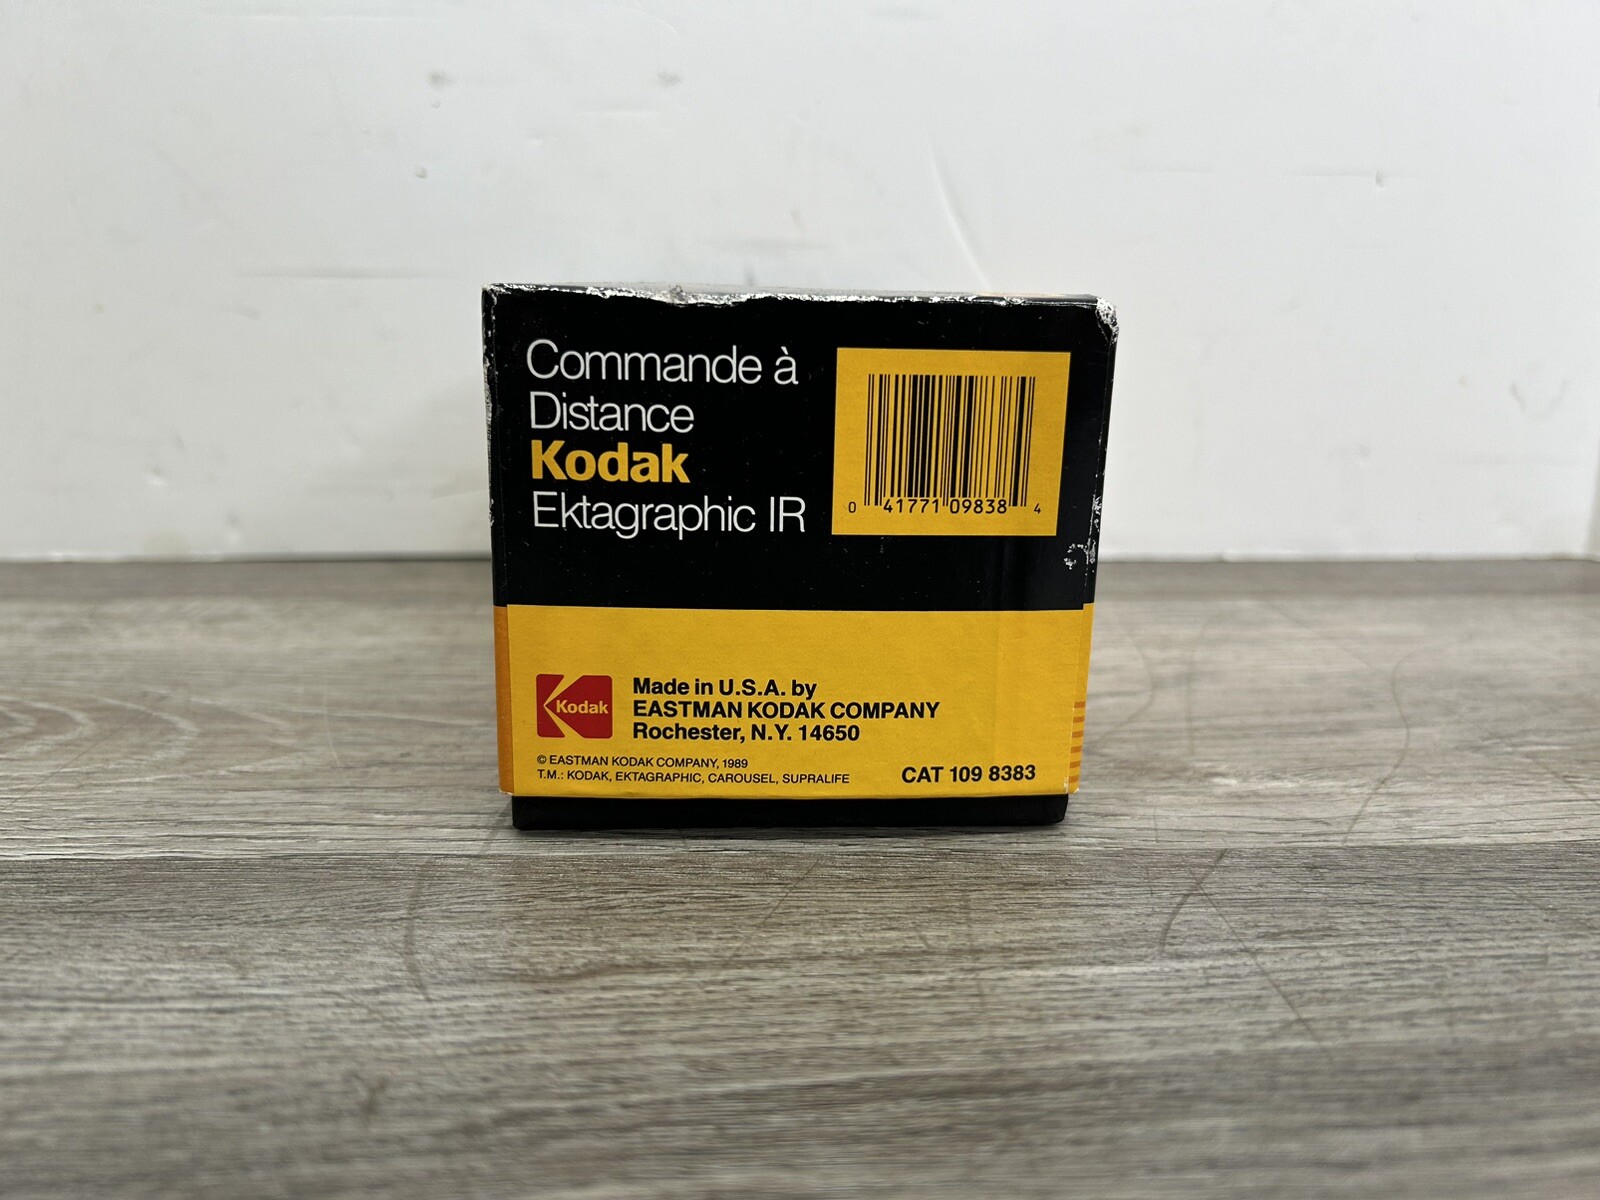 Commande à
Distance
Kodak
Ektagraphic IR
0 41771 09838 4
Kodak
Made in U.S.A. by
EASTMAN KODAK COMPANY
Rochester, N.Y. 14650
© EASTMAN KODAK COMPANY, 1989
T.M.: KODAK, EKTAGRAPHIC, CAROUSEL, SUPRALIFE
CAT 109 8383